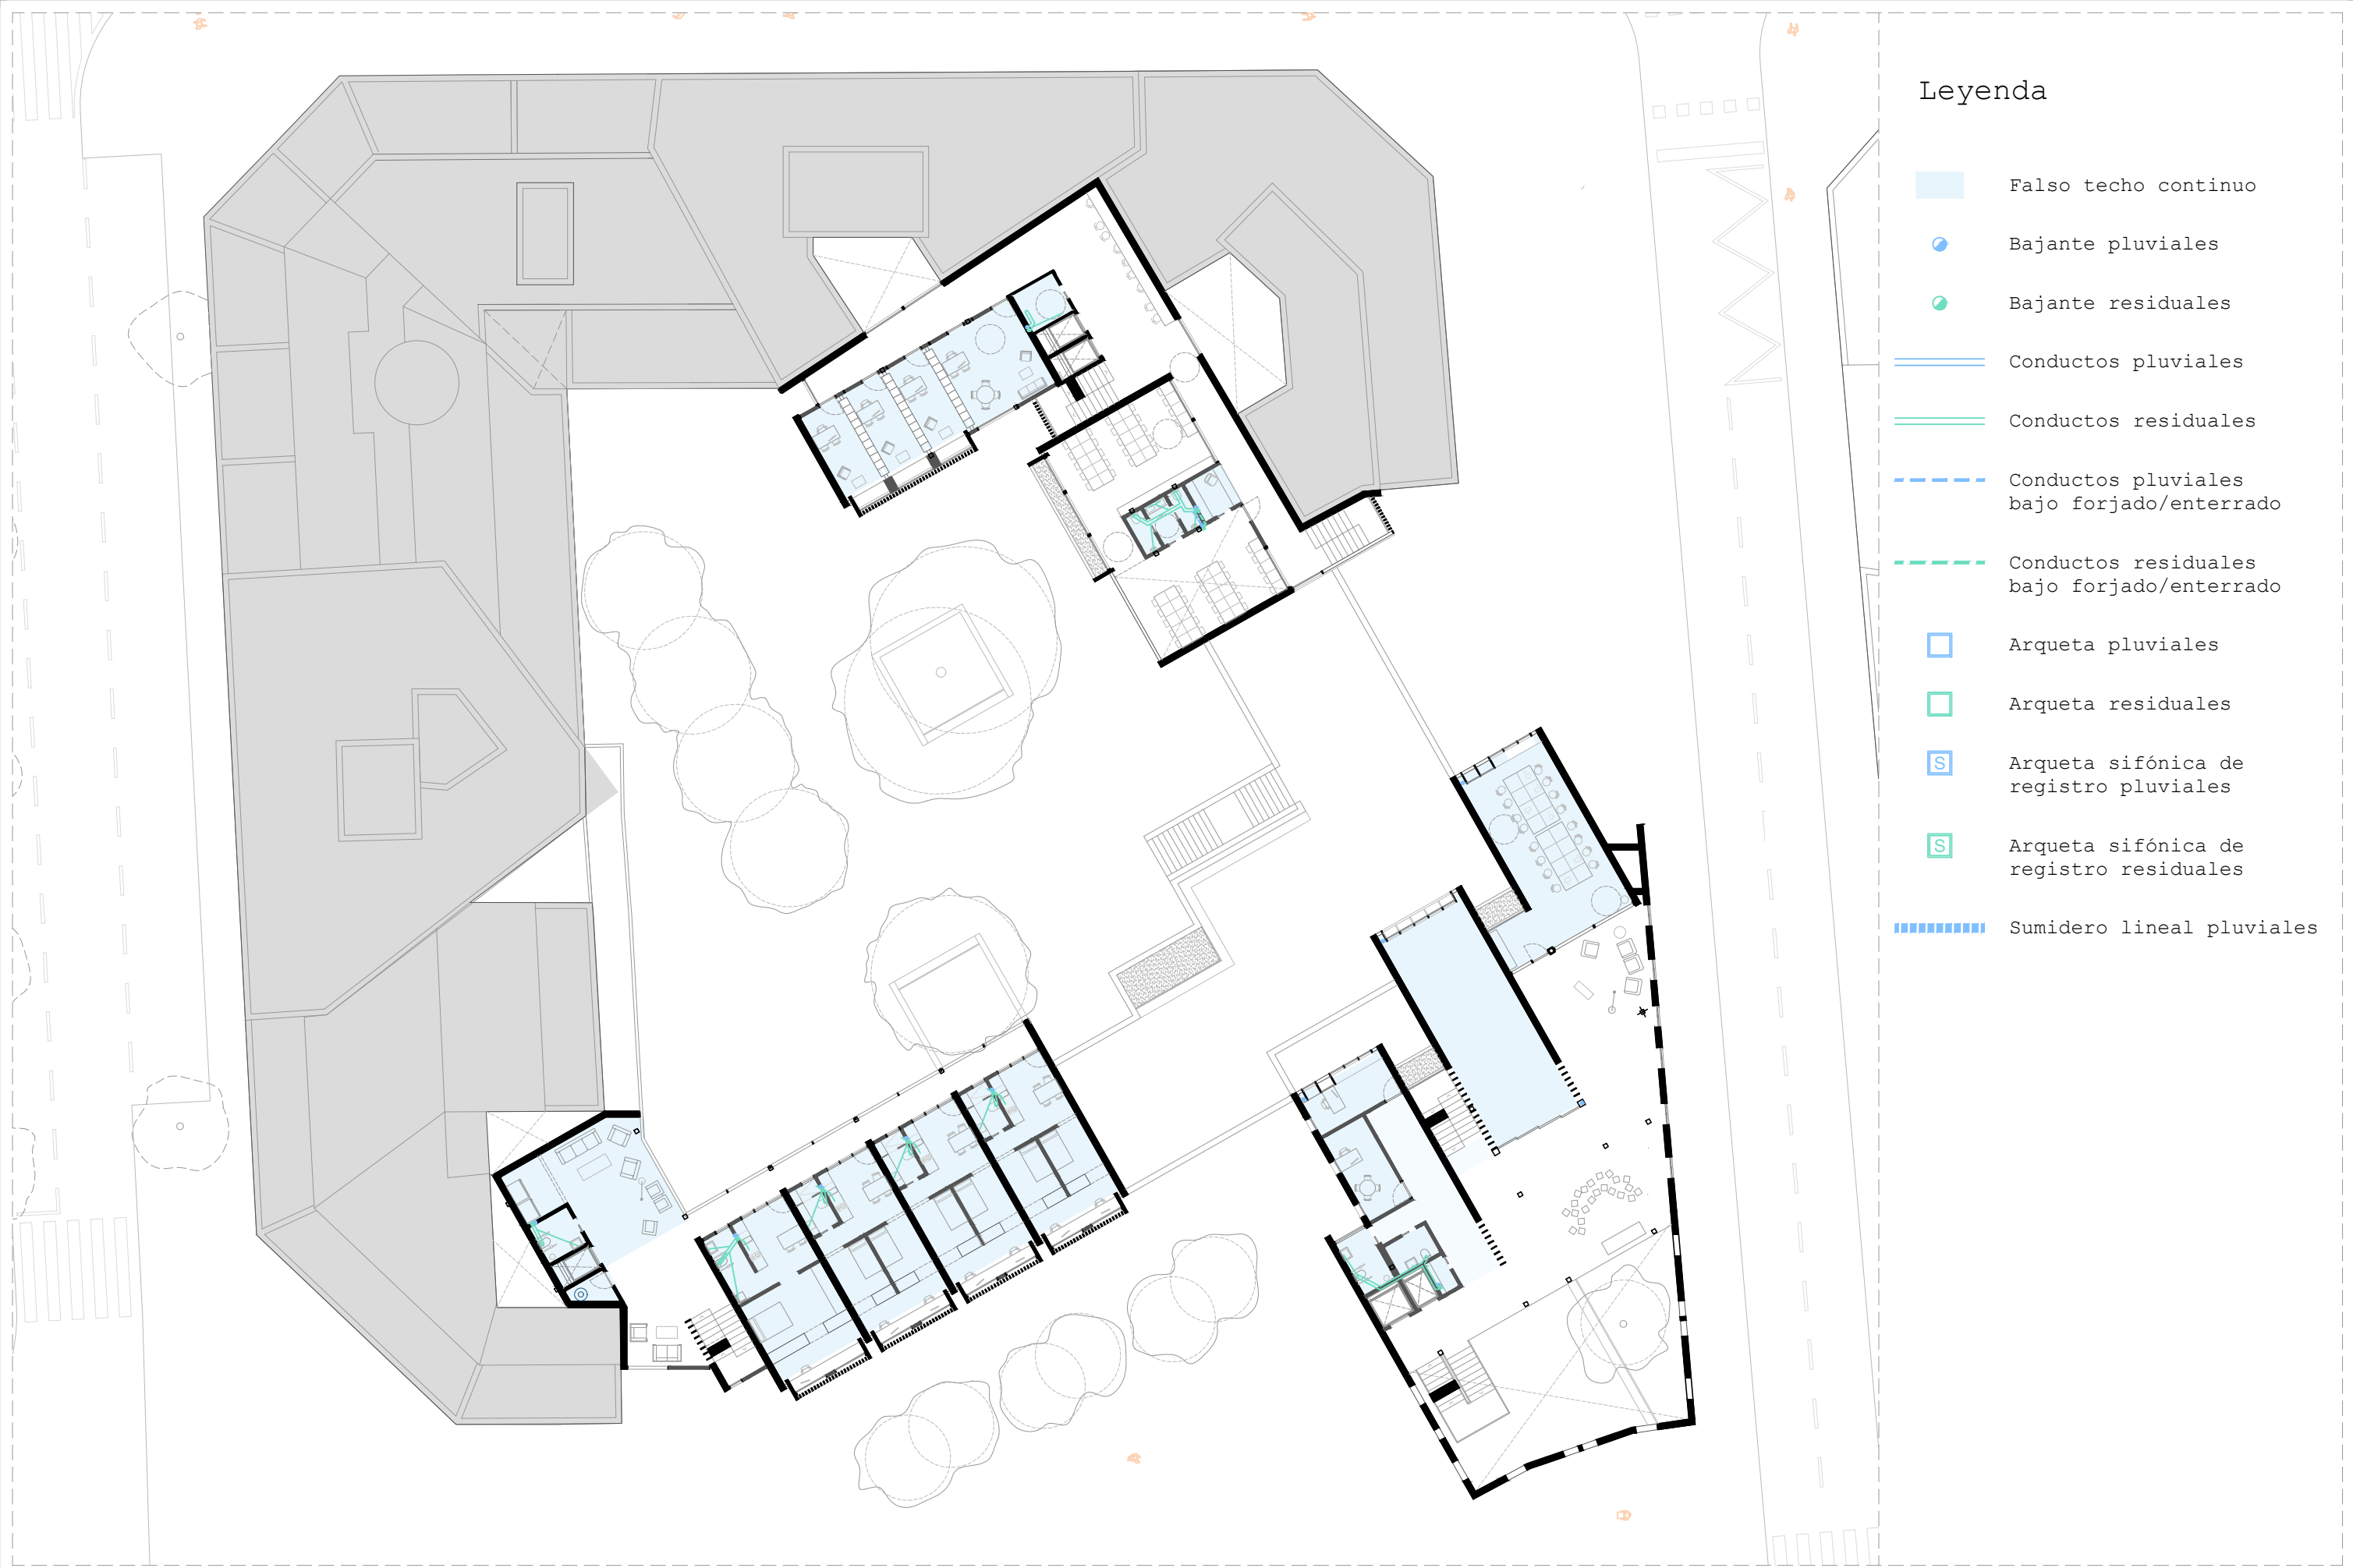 Leyenda
Falso techo continuo
Bajante pluviales
Bajante residuales
Conductos pluviales
Conductos residuales
Conductos pluviales
bajo forjado/enterrado
Conductos residuales
bajo forjado/enterrado
Arqueta pluviales
Arqueta residuales
S
Arqueta sifónica de
registro pluviales
S
Arqueta sifónica de
registro residuales
Sumidero lineal pluviales